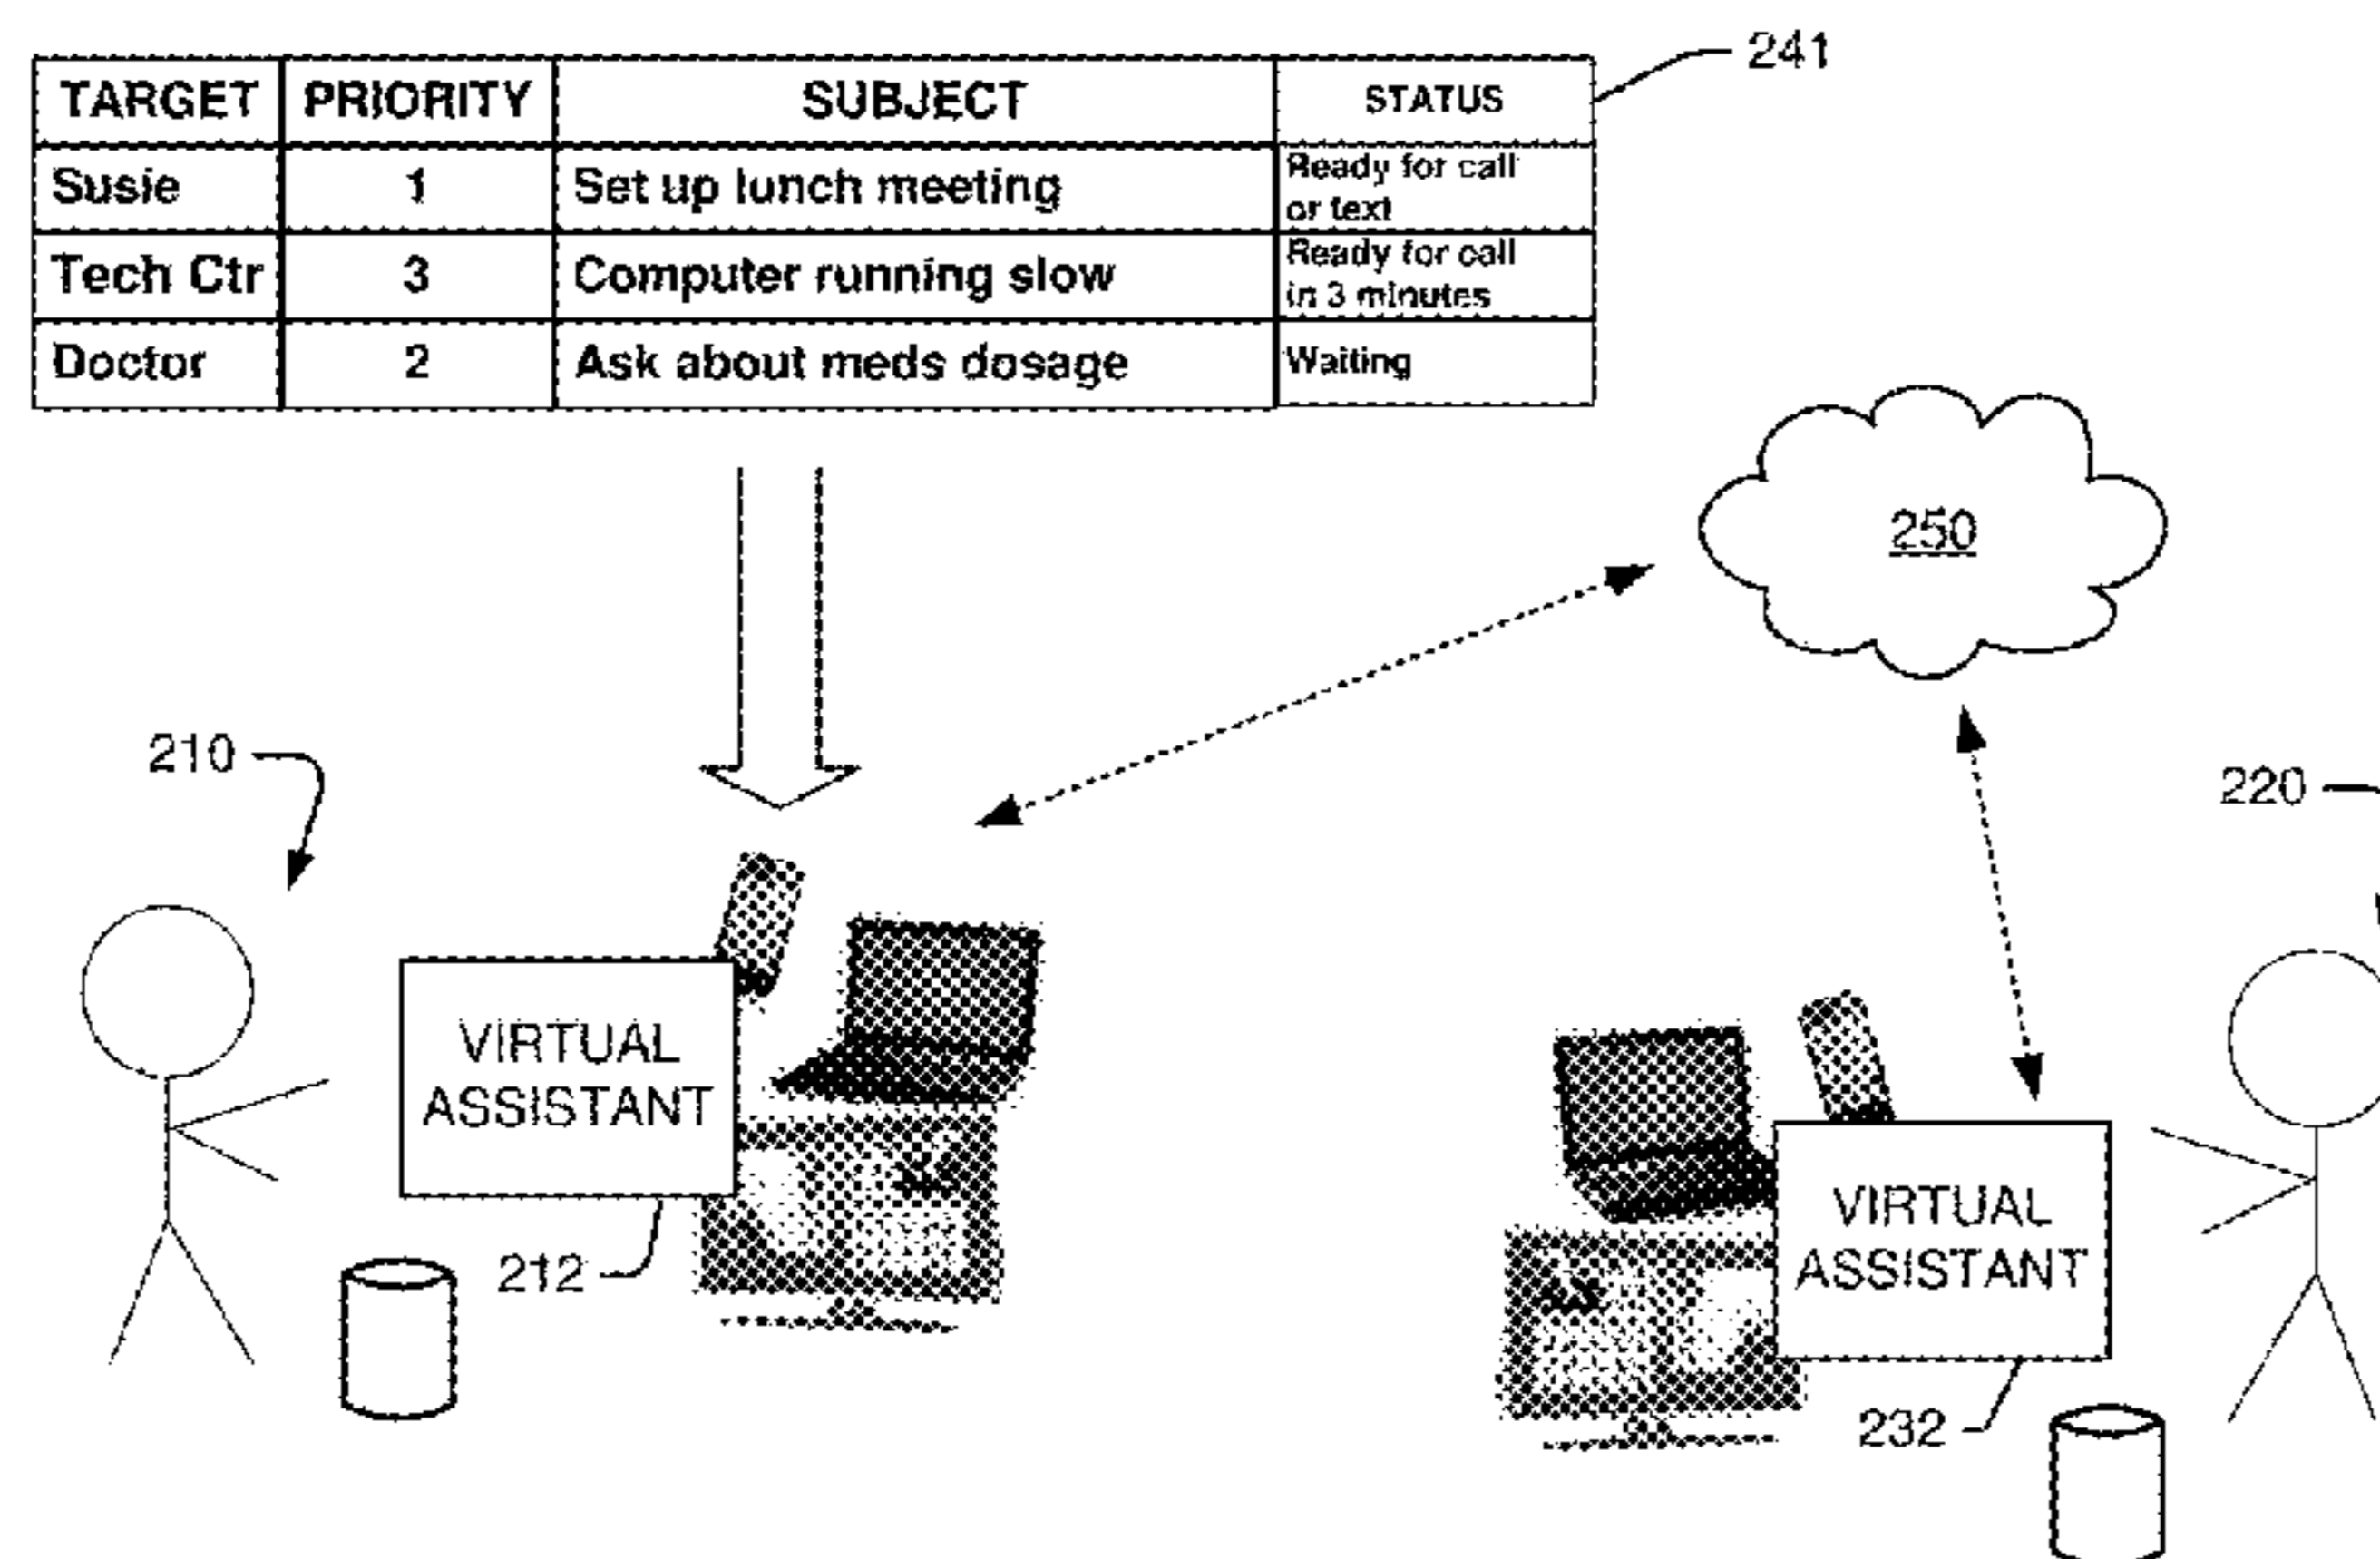 241
TARGET PRIORITY SUBJECT STATUS
Susie 1 Set up lunch meeting Ready for call
or text
Tech Ctr 3 Computer running slow Ready for call
in 3 minutes
Doctor 2 Ask about meds dosage Waiting
250
210
220
VIRTUAL
ASSISTANT
212
VIRTUAL
ASSISTANT
232